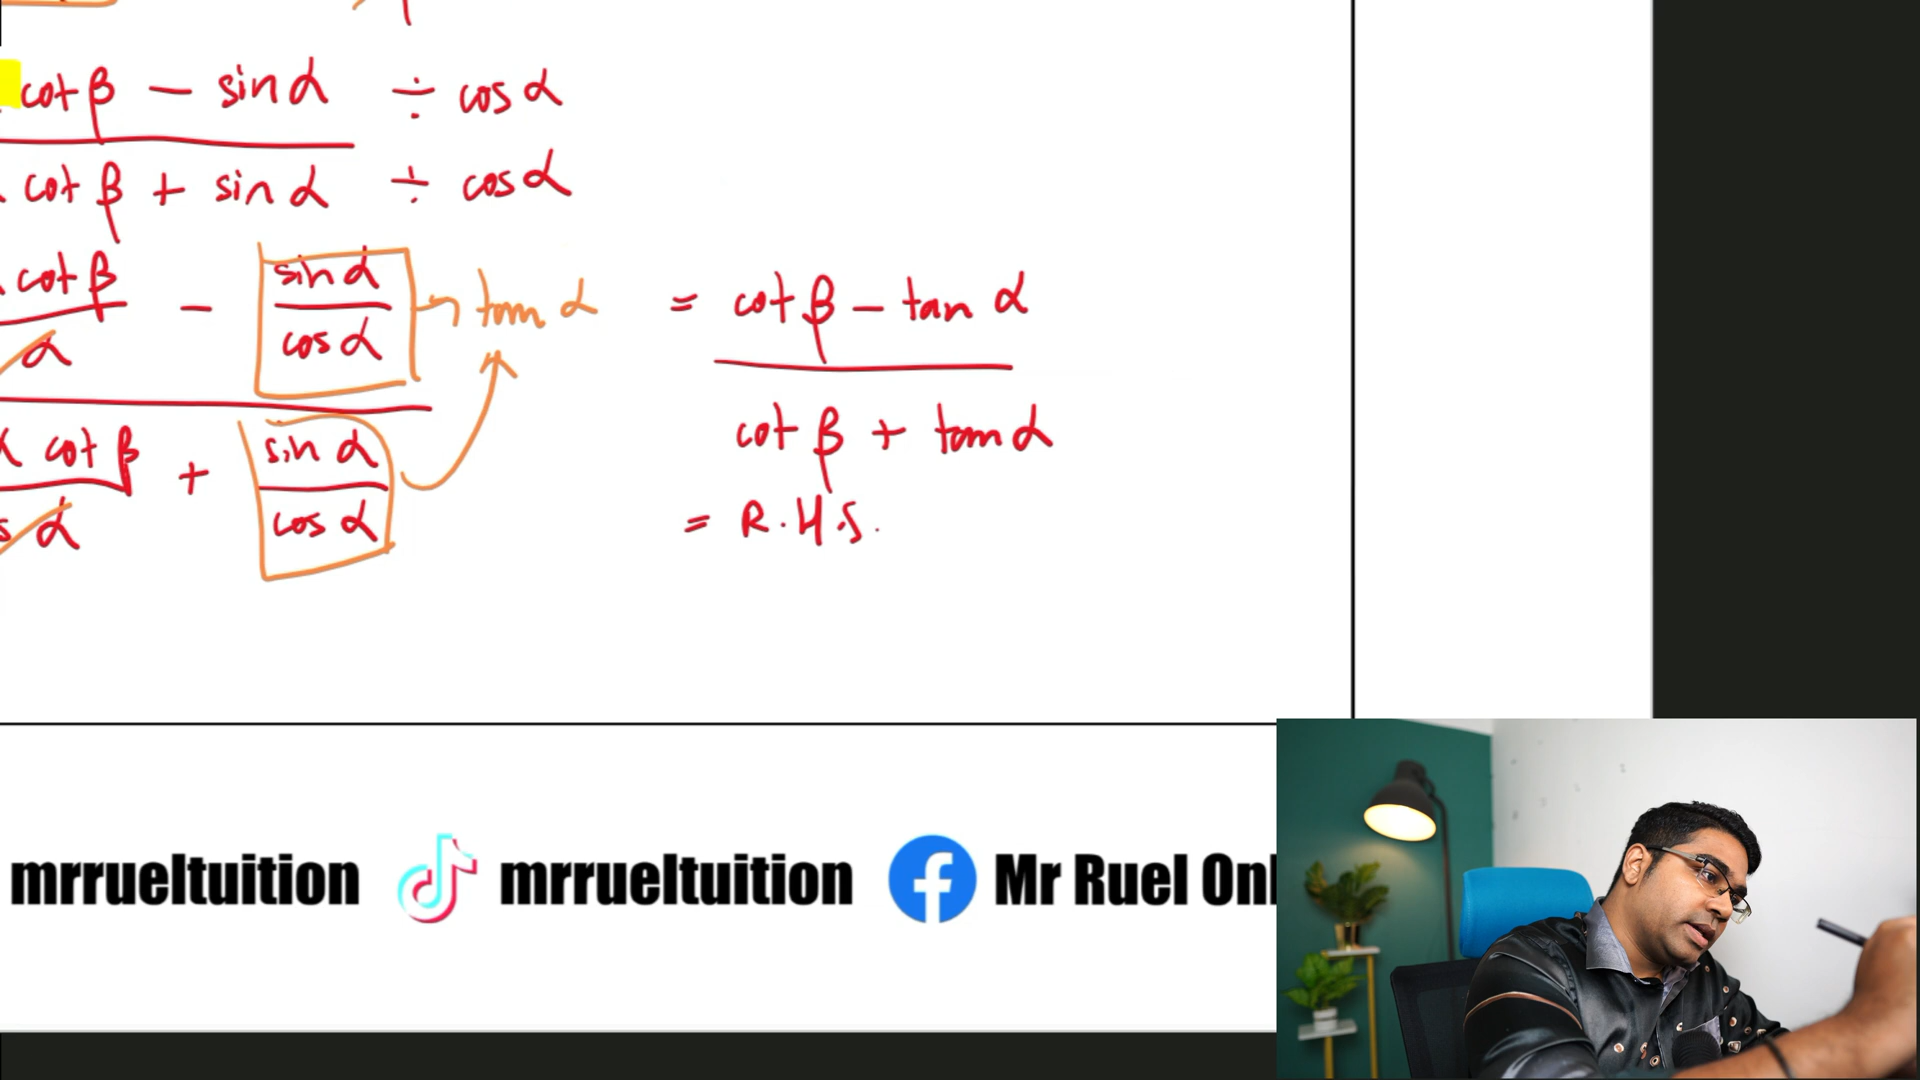 cot β − sin α ÷ cos α
cot β + sin α ÷ cos α
cot β − sin α → tan α
α cos α
α cot β + sin α
s α cos α
= cot β − tan α
cot β + tan α
= R.H.S.
mrrueltuition mrrueltuition Mr Ruel Onl